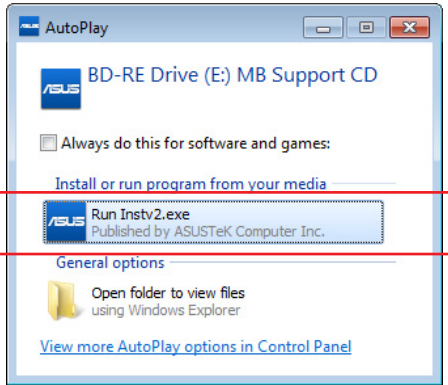 AutoPlay
BD-RE Drive (E:) MB Support CD
ASUS
Always do this for software and games:
Install or run program from your media
ASUS
Run Instv2.exe
Published by ASUSTeK Computer Inc.
General options
Open folder to view files
using Windows Explorer
View more AutoPlay options in Control Panel